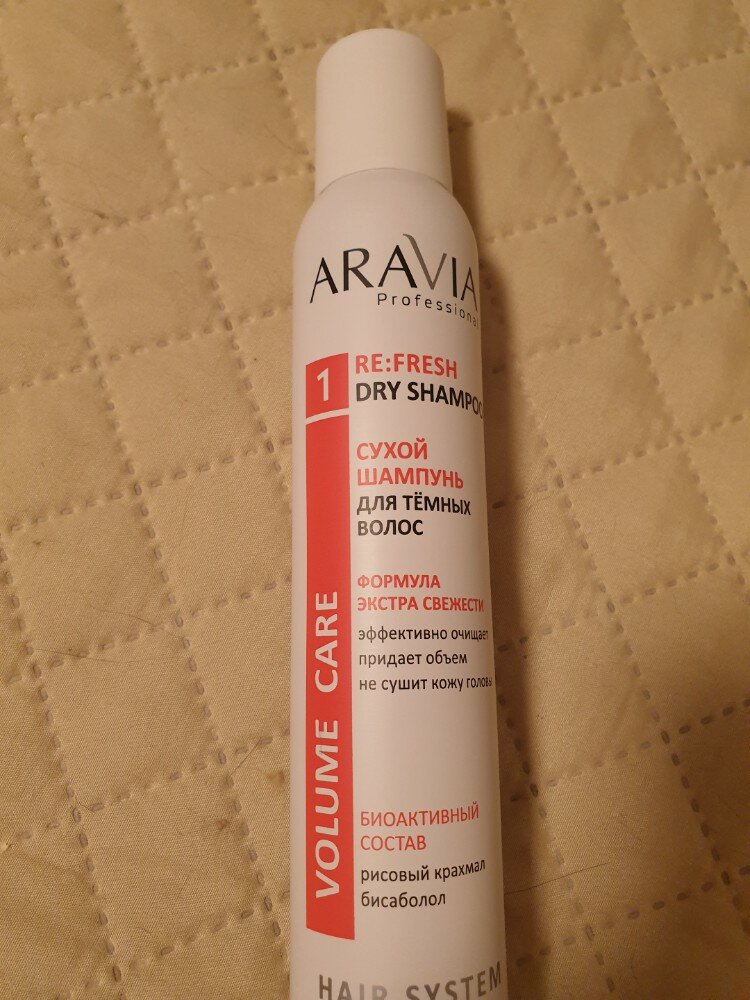 ARAVIA
Professional
1
RE:FRESH
DRY SHAMPOO
СУХОЙ
ШАМПУНЬ
ДЛЯ ТЁМНЫХ
ВОЛОС
ФОРМУЛА
ЭКСТРА СВЕЖЕСТИ
эффективно очищает
придает объем
не сушит кожу головы
VOLUME CARE
БИОАКТИВНЫЙ
СОСТАВ
рисовый крахмал
бисаболол
HAIR SYSTEM